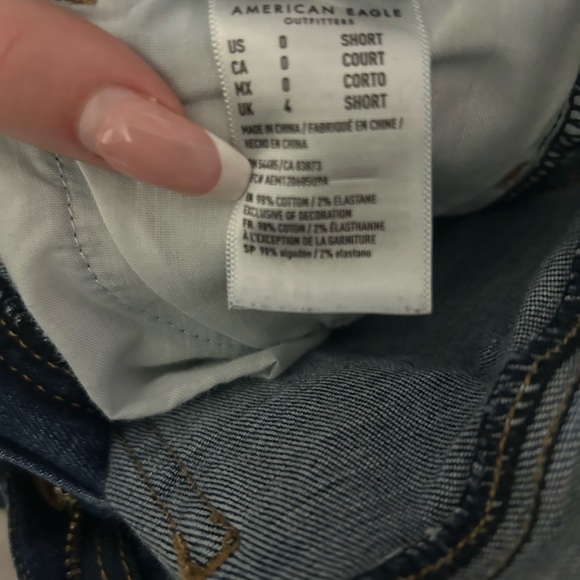 AMERICAN EAGLE
OUTFITTERS
US 0 SHORT
CA 0 COURT
MX 0 CORTO
UK 4 SHORT
MADE IN CHINA / FABRIQUÉ EN CHINE /
HECHO EN CHINA
54485/CA 03873
98% COTTON / 2% ELASTANE
EXCLUSIVE OF DECORATION
FR 98% COTON / 2% ÉLASTHANNE
À L'EXCEPTION DE LA GARNITURE
SP 98% algodón / 2% elastano